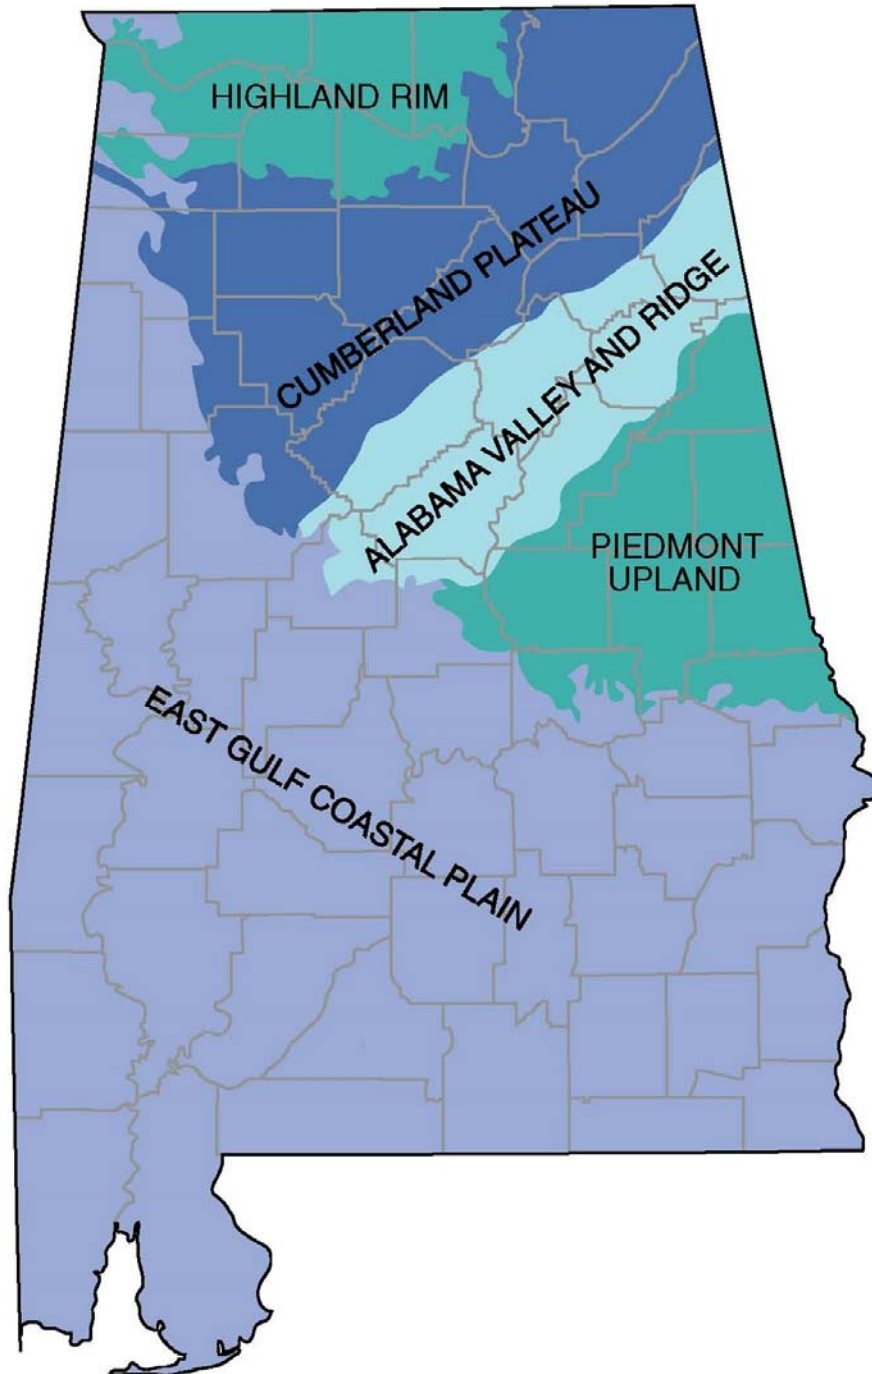 HIGHLAND RIM
CUMBERLAND PLATEAU
ALABAMA VALLEY AND RIDGE
PIEDMONT
UPLAND
EAST GULF COASTAL PLAIN